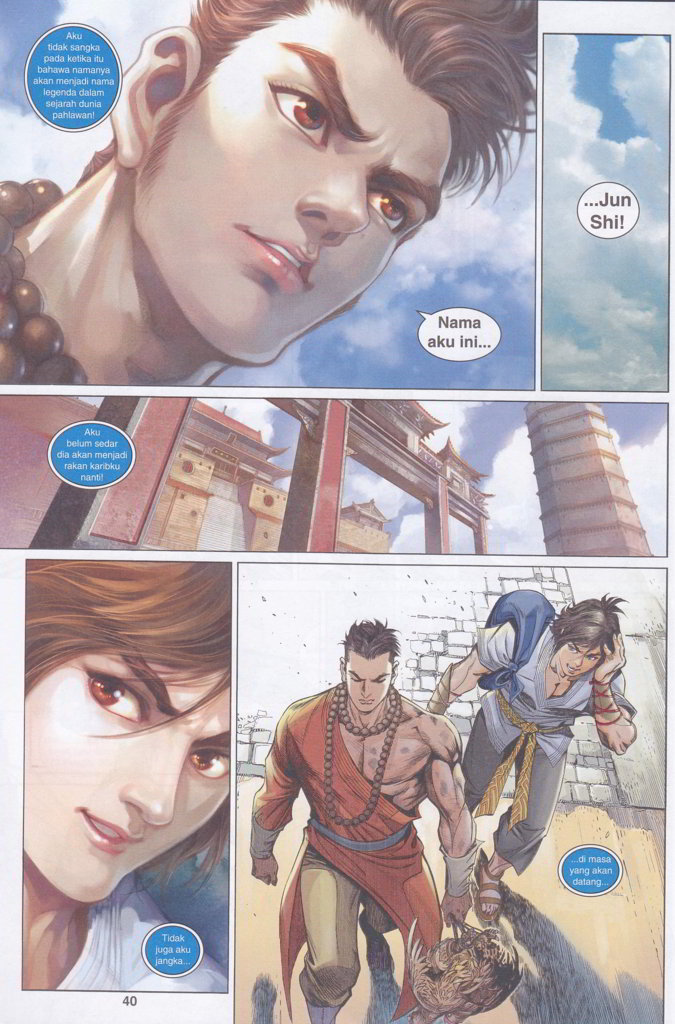 Aku
tidak sangka
pada ketika itu
bahawa namanya
akan menjadi nama
legenda dalam
sejarah dunia
pahlawan!
Nama
aku ini...
...Jun
Shi!
Aku
belum sedar
dia akan menjadi
rakan karibku
nanti!
Tidak
juga aku
jangka...
...di masa
yang akan
datang...
40